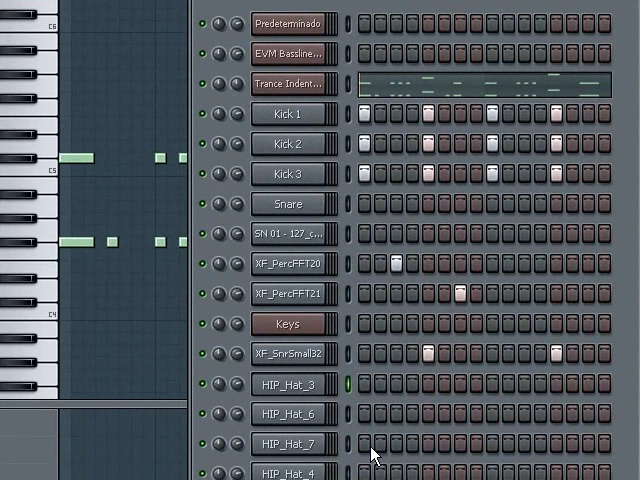 C6
Predeterminado
EVM Bassline...
Trance Indent...
Kick 1
Kick 2
C5
Kick 3
Snare
SN 01 - 127_c...
XF_PercFFT20
XF_PercFFT21
C4
Keys
XF_SnrSmall32
HIP_Hat_3
HIP_Hat_6
HIP_Hat_7
HIP_Hat_4